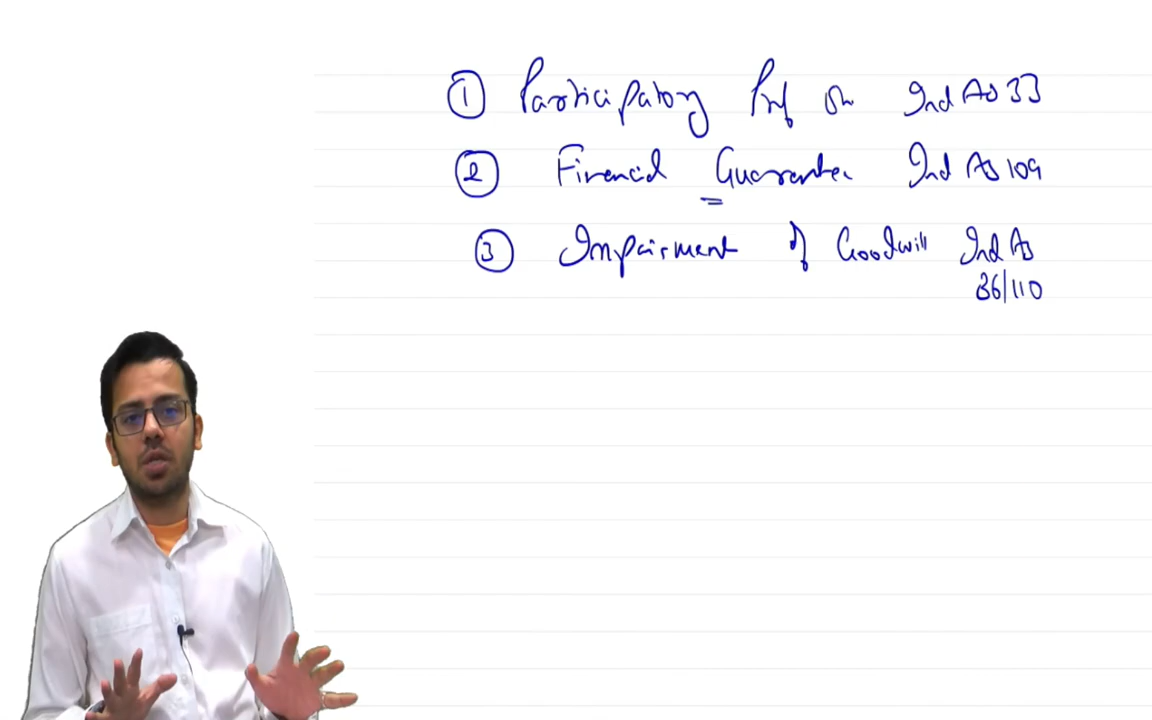 ① Participatory Pref Sh Ind AS 33
② Financial Guarantee Ind AS 109
③ Impairment of Goodwill Ind AS
36/110